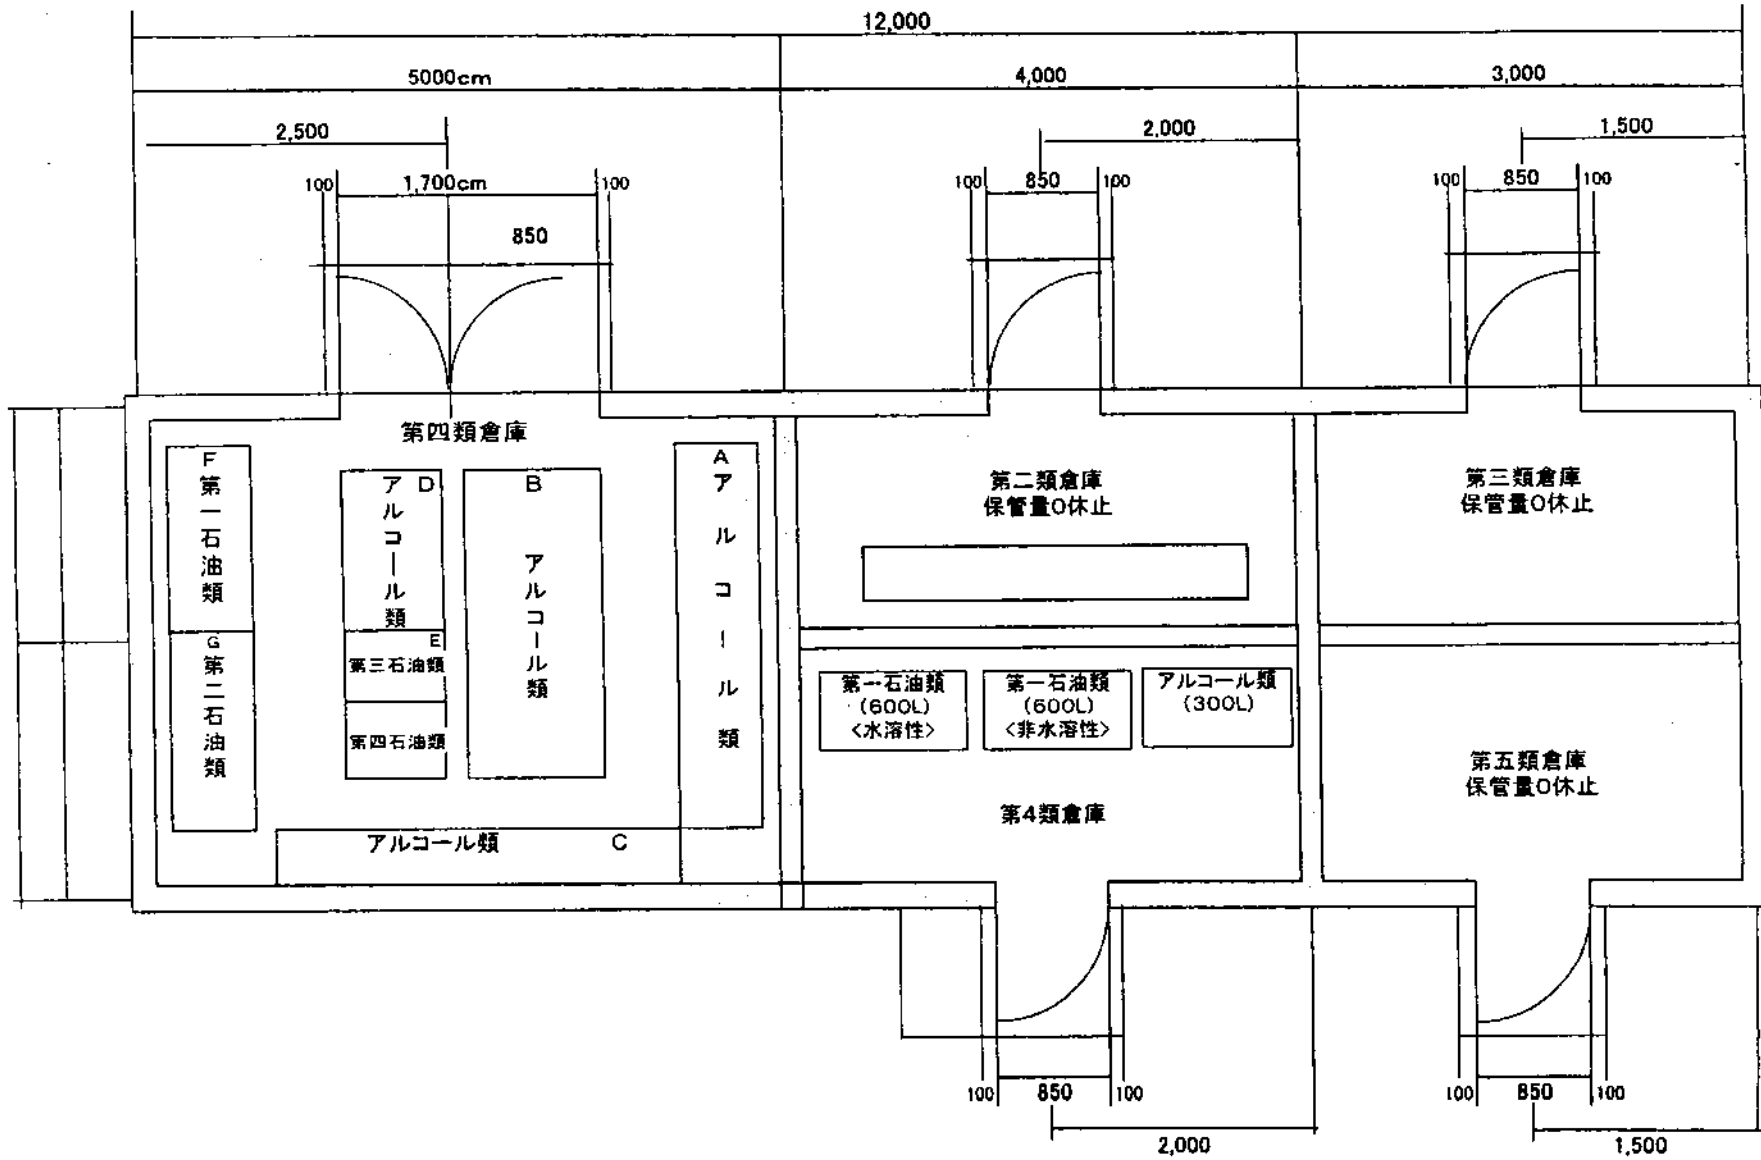 12,000
5000cm
4,000
3,000
2,500
2,000
1,500
100
1,700cm
100
100
850
100
100
850
100
850
第四類倉庫
F
第一石油類
D
アルコール類
B
アルコール類
A
アルコール類
G
第二石油類
E
第三石油類
第四石油類
アルコール類
C
第二類倉庫
保管量0休止
第三類倉庫
保管量0休止
第一石油類
(600L)
<水溶性>
第一石油類
(600L)
<非水溶性>
アルコール類
(300L)
第4類倉庫
第五類倉庫
保管量0休止
100
850
100
100
850
100
2,000
1,500